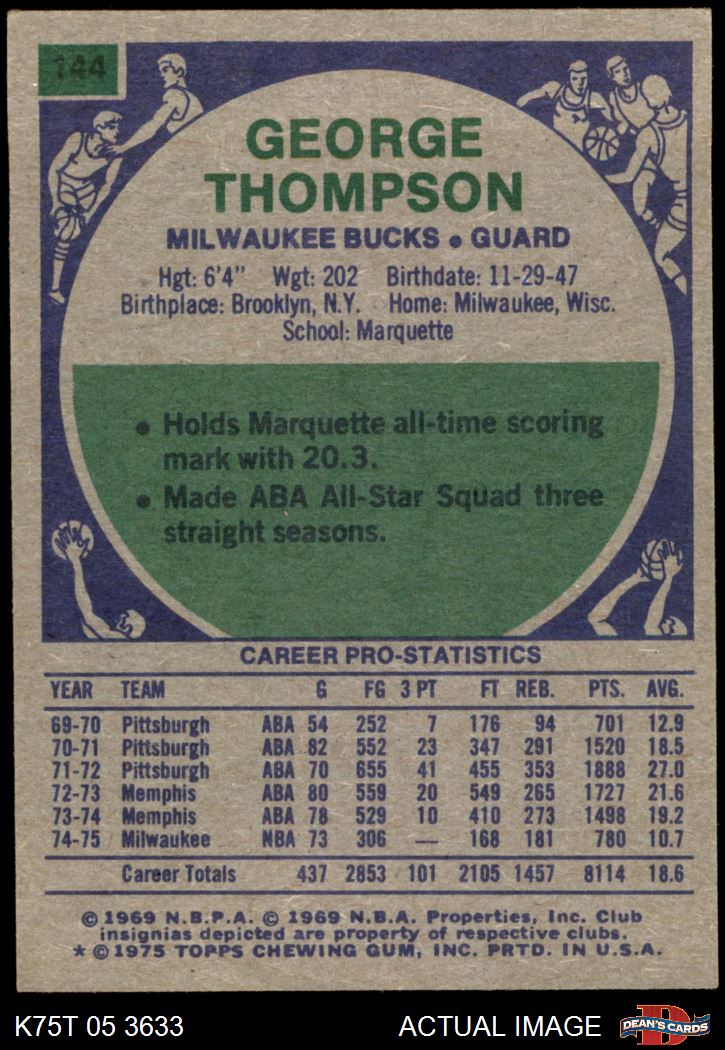 144
GEORGE
THOMPSON
MILWAUKEE BUCKS • GUARD
Hgt: 6'4" Wgt: 202 Birthdate: 11-29-47
Birthplace: Brooklyn, N.Y. Home: Milwaukee, Wisc.
School: Marquette
• Holds Marquette all-time scoring
mark with 20.3.
• Made ABA All-Star Squad three
straight seasons.
CAREER PRO-STATISTICS
YEAR TEAM G FG 3 PT FT REB. PTS. AVG.
69-70 Pittsburgh ABA 54 252 7 176 94 701 12.9
70-71 Pittsburgh ABA 82 552 23 347 291 1520 18.5
71-72 Pittsburgh ABA 70 655 41 455 353 1888 27.0
72-73 Memphis ABA 80 559 20 549 265 1727 21.6
73-74 Memphis ABA 78 529 10 410 273 1498 19.2
74-75 Milwaukee NBA 73 306 — 168 181 780 10.7
Career Totals 437 2853 101 2105 1457 8114 18.6
© 1969 N.B.P.A. © 1969 N.B.A. Properties, Inc. Club
insignias depicted are property of respective clubs.
* © 1975 TOPPS CHEWING GUM, INC. PRTD. IN U.S.A.
K75T 05 3633 ACTUAL IMAGE DEAN'S CARDS